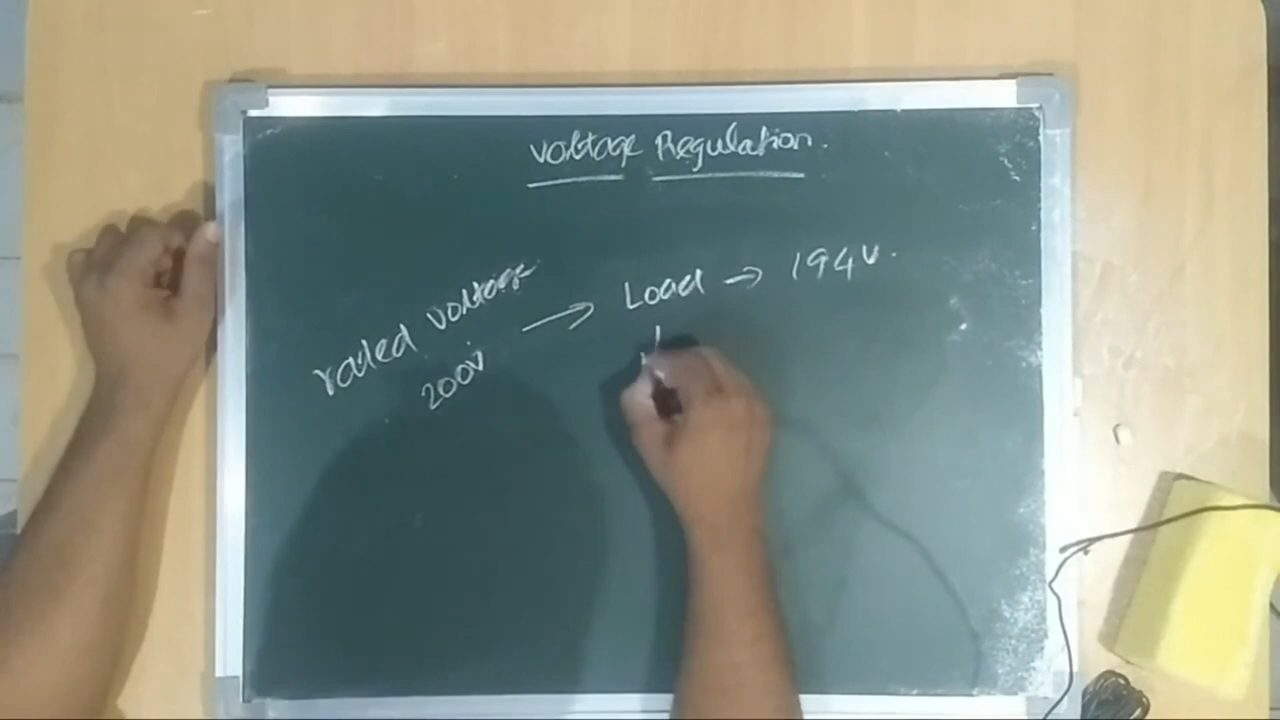 Voltage Regulation.
rated voltage → Load → 194V.
200V